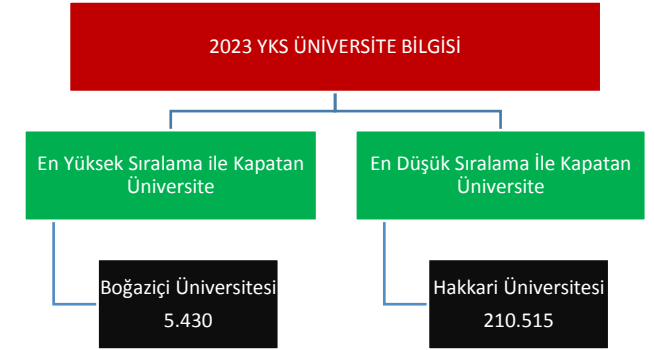 2023 YKS ÜNİVERSİTE BİLGİSİ
En Yüksek Sıralama ile Kapatan
Üniversite
En Düşük Sıralama İle Kapatan
Üniversite
Boğaziçi Üniversitesi
5.430
Hakkari Üniversitesi
210.515